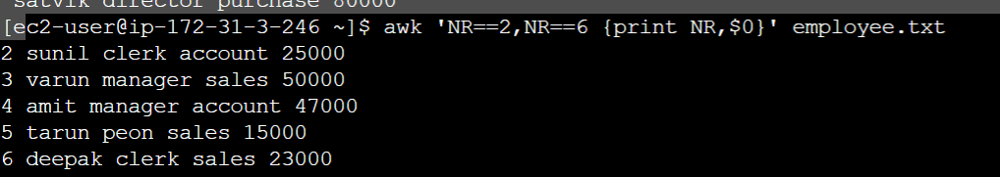 satvik director purchase 80000
[ec2-user@ip-172-31-3-246 ~]$ awk 'NR==2,NR==6 {print NR,$0}' employee.txt
2 sunil clerk account 25000
3 varun manager sales 50000
4 amit manager account 47000
5 tarun peon sales 15000
6 deepak clerk sales 23000